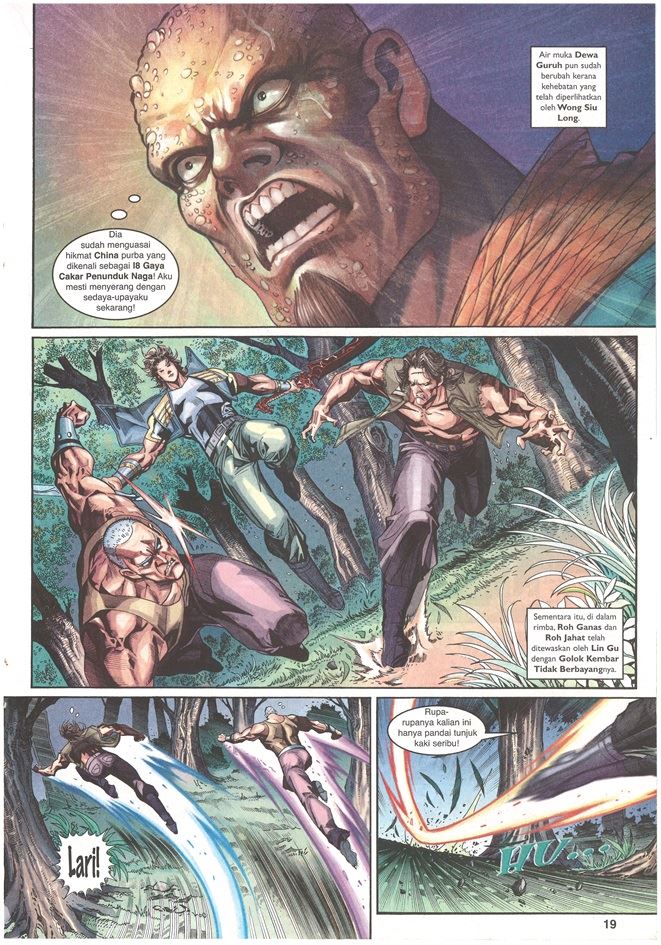 Air muka Dewa
Guruh pun sudah
berubah kerana
kehebatan yang
telah diperlihatkan
oleh Wong Siu
Long.
Dia
sudah menguasai
hikmat China purba yang
dikenali sebagai 18 Gaya
Cakar Penunduk Naga! Aku
mesti menyerang dengan
sedaya-upayaku
sekarang!
Sementara itu, di dalam
rimba, Roh Ganas dan
Roh Jahat telah
ditewaskan oleh Lin Gu
dengan Golok Kembar
Tidak Berbayangnya.
Lari!
Rupa-
rupanya kalian ini
hanya pandai tunjuk
kaki seribu!
HU...
19